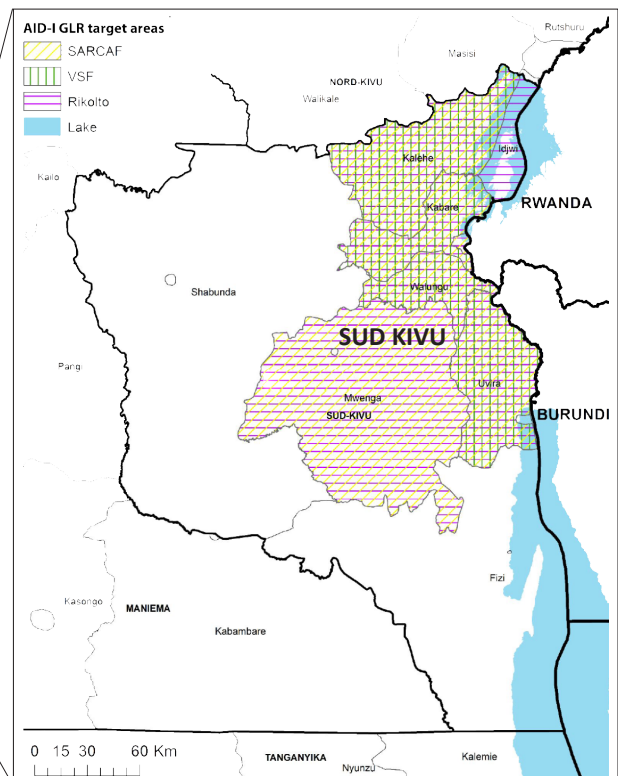 AID-I GLR target areas
SARCAF
VSF
Rikolto
Lake
Rutshuru
Masisi
NORD-KIVU
Walikale
Idjwi
Kalehe
Kailo
Kabare
RWANDA
Walungu
Shabunda
SUD KIVU
Pangi
Uvira
Mwenga
SUD-KIVU
BURUNDI
Fizi
Kasongo
MANIEMA
Kabambare
0 15 30 60 Km
TANGANYIKA
Kalemie
Nyunzu